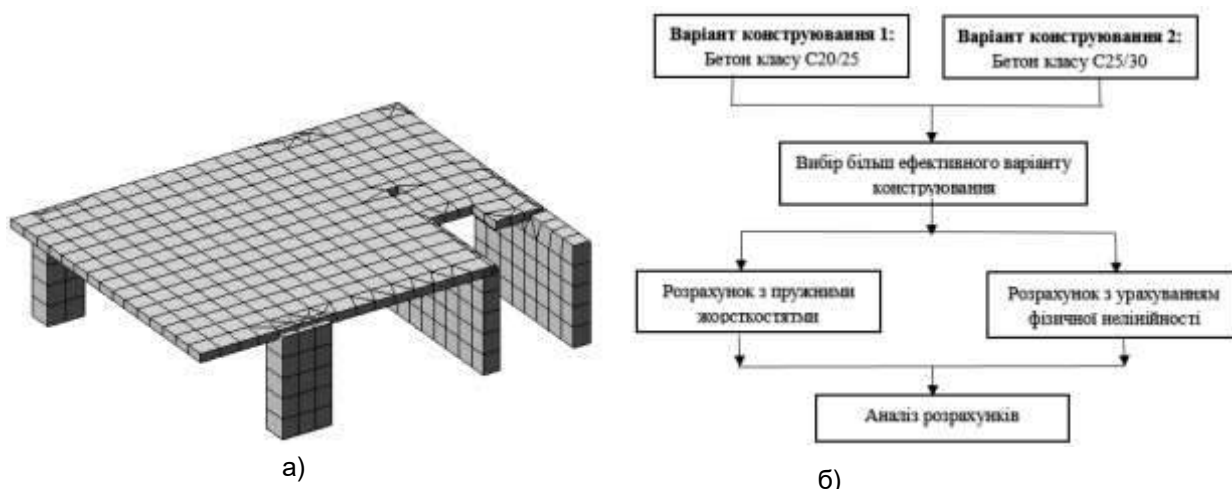 Варіант конструювання 1:
Бетон класу С20/25
Варіант конструювання 2:
Бетон класу С25/30
Вибір більш ефективного варіанту
конструювання
Розрахунок з пружними
жорсткостятми
Розрахунок з урахуванням
фізичної нелінійності
Аналіз розрахунків
а)
б)